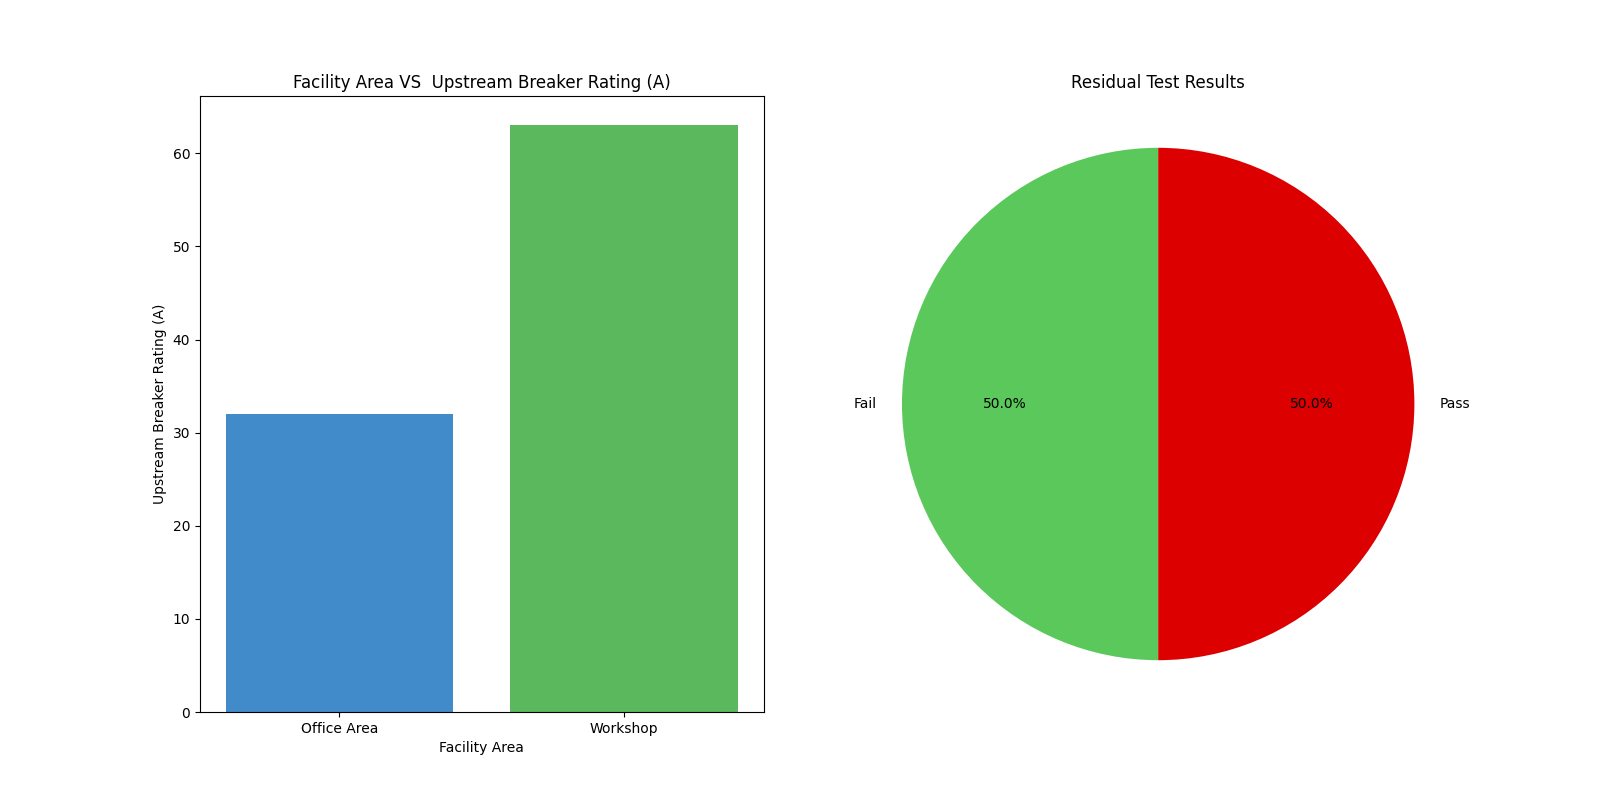 Facility Area VS  Upstream Breaker Rating (A)
Upstream Breaker Rating (A)
60
50
40
30
20
10
0
Office Area
Workshop
Facility Area
Residual Test Results
Fail
50.0%
50.0%
Pass